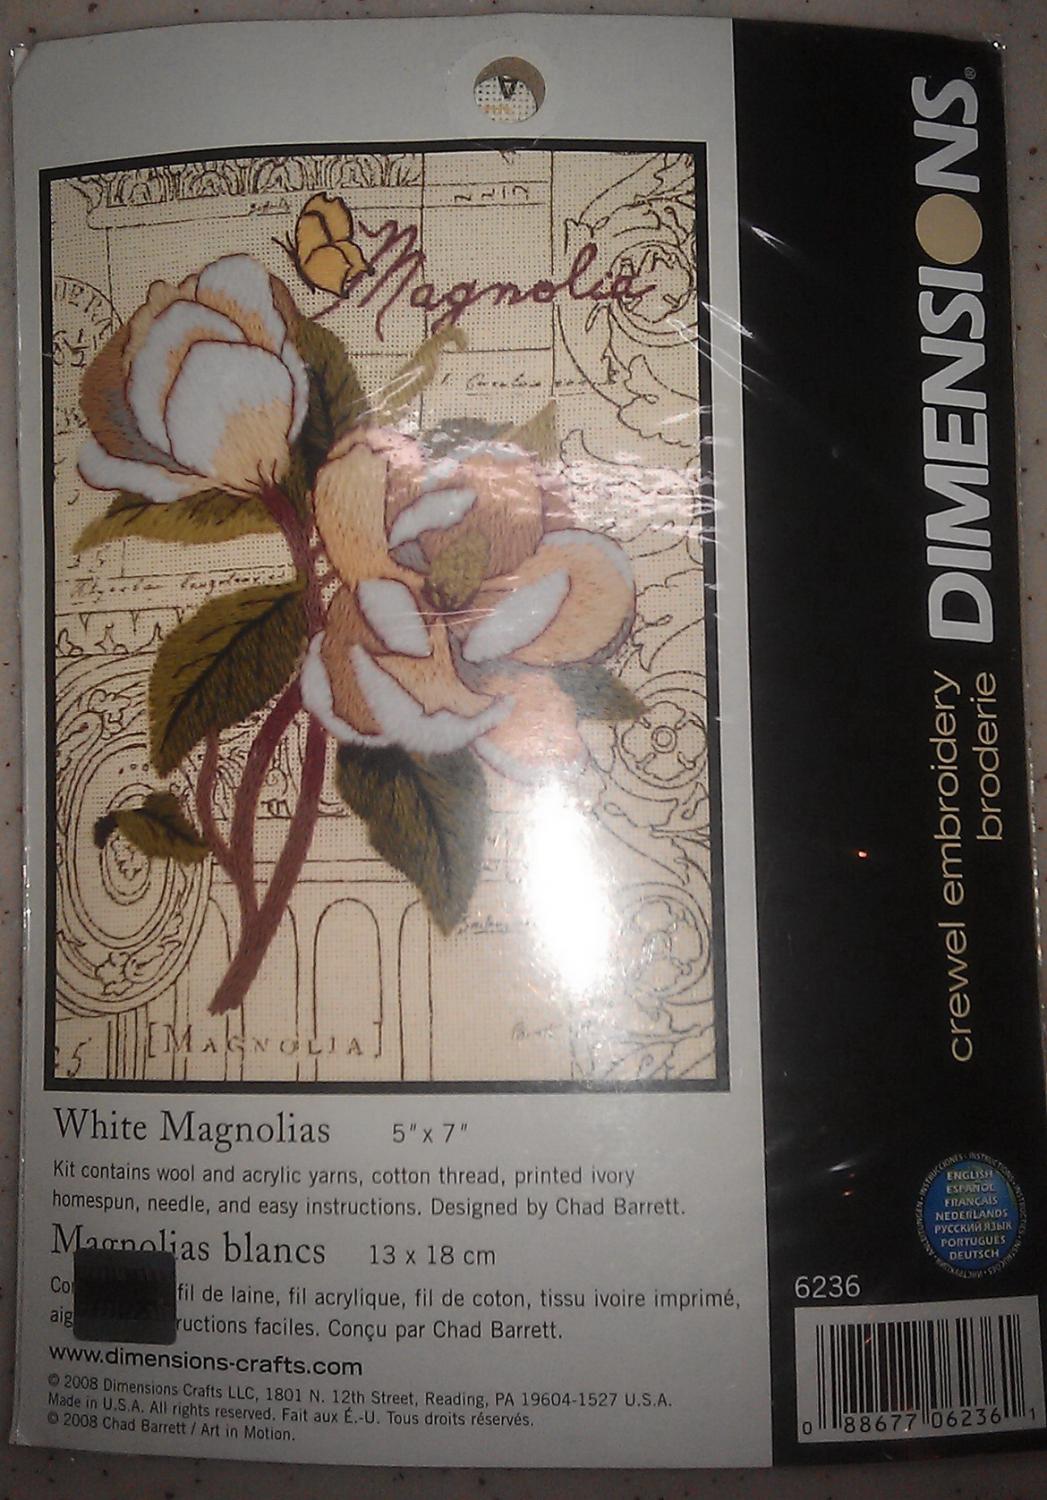 Magnolia
[MAGNOLIA]
5
White Magnolias 5" x 7"
Kit contains wool and acrylic yarns, cotton thread, printed ivory
homespun, needle, and easy instructions. Designed by Chad Barrett.
Magnolias blancs 13 x 18 cm
fil de laine, fil acrylique, fil de coton, tissu ivoire imprimé,
faciles. Conçu par Chad Barrett.
www.dimensions-crafts.com
© 2008 Dimensions Crafts LLC, 1801 N. 12th Street, Reading, PA 19604-1527 U.S.A.
Made in U.S.A. All rights reserved. Fait aux É.-U. Tous droits réservés.
© 2008 Chad Barrett / Art in Motion.
DIMENSIONS®
crewel embroidery
broderie
ENGLISH
ESPAÑOL
FRANÇAIS
NEDERLANDS
РУССКИЙ ЯЗЫК
PORTUGUÊS
DEUTSCH
6236
0 88677 06236 1